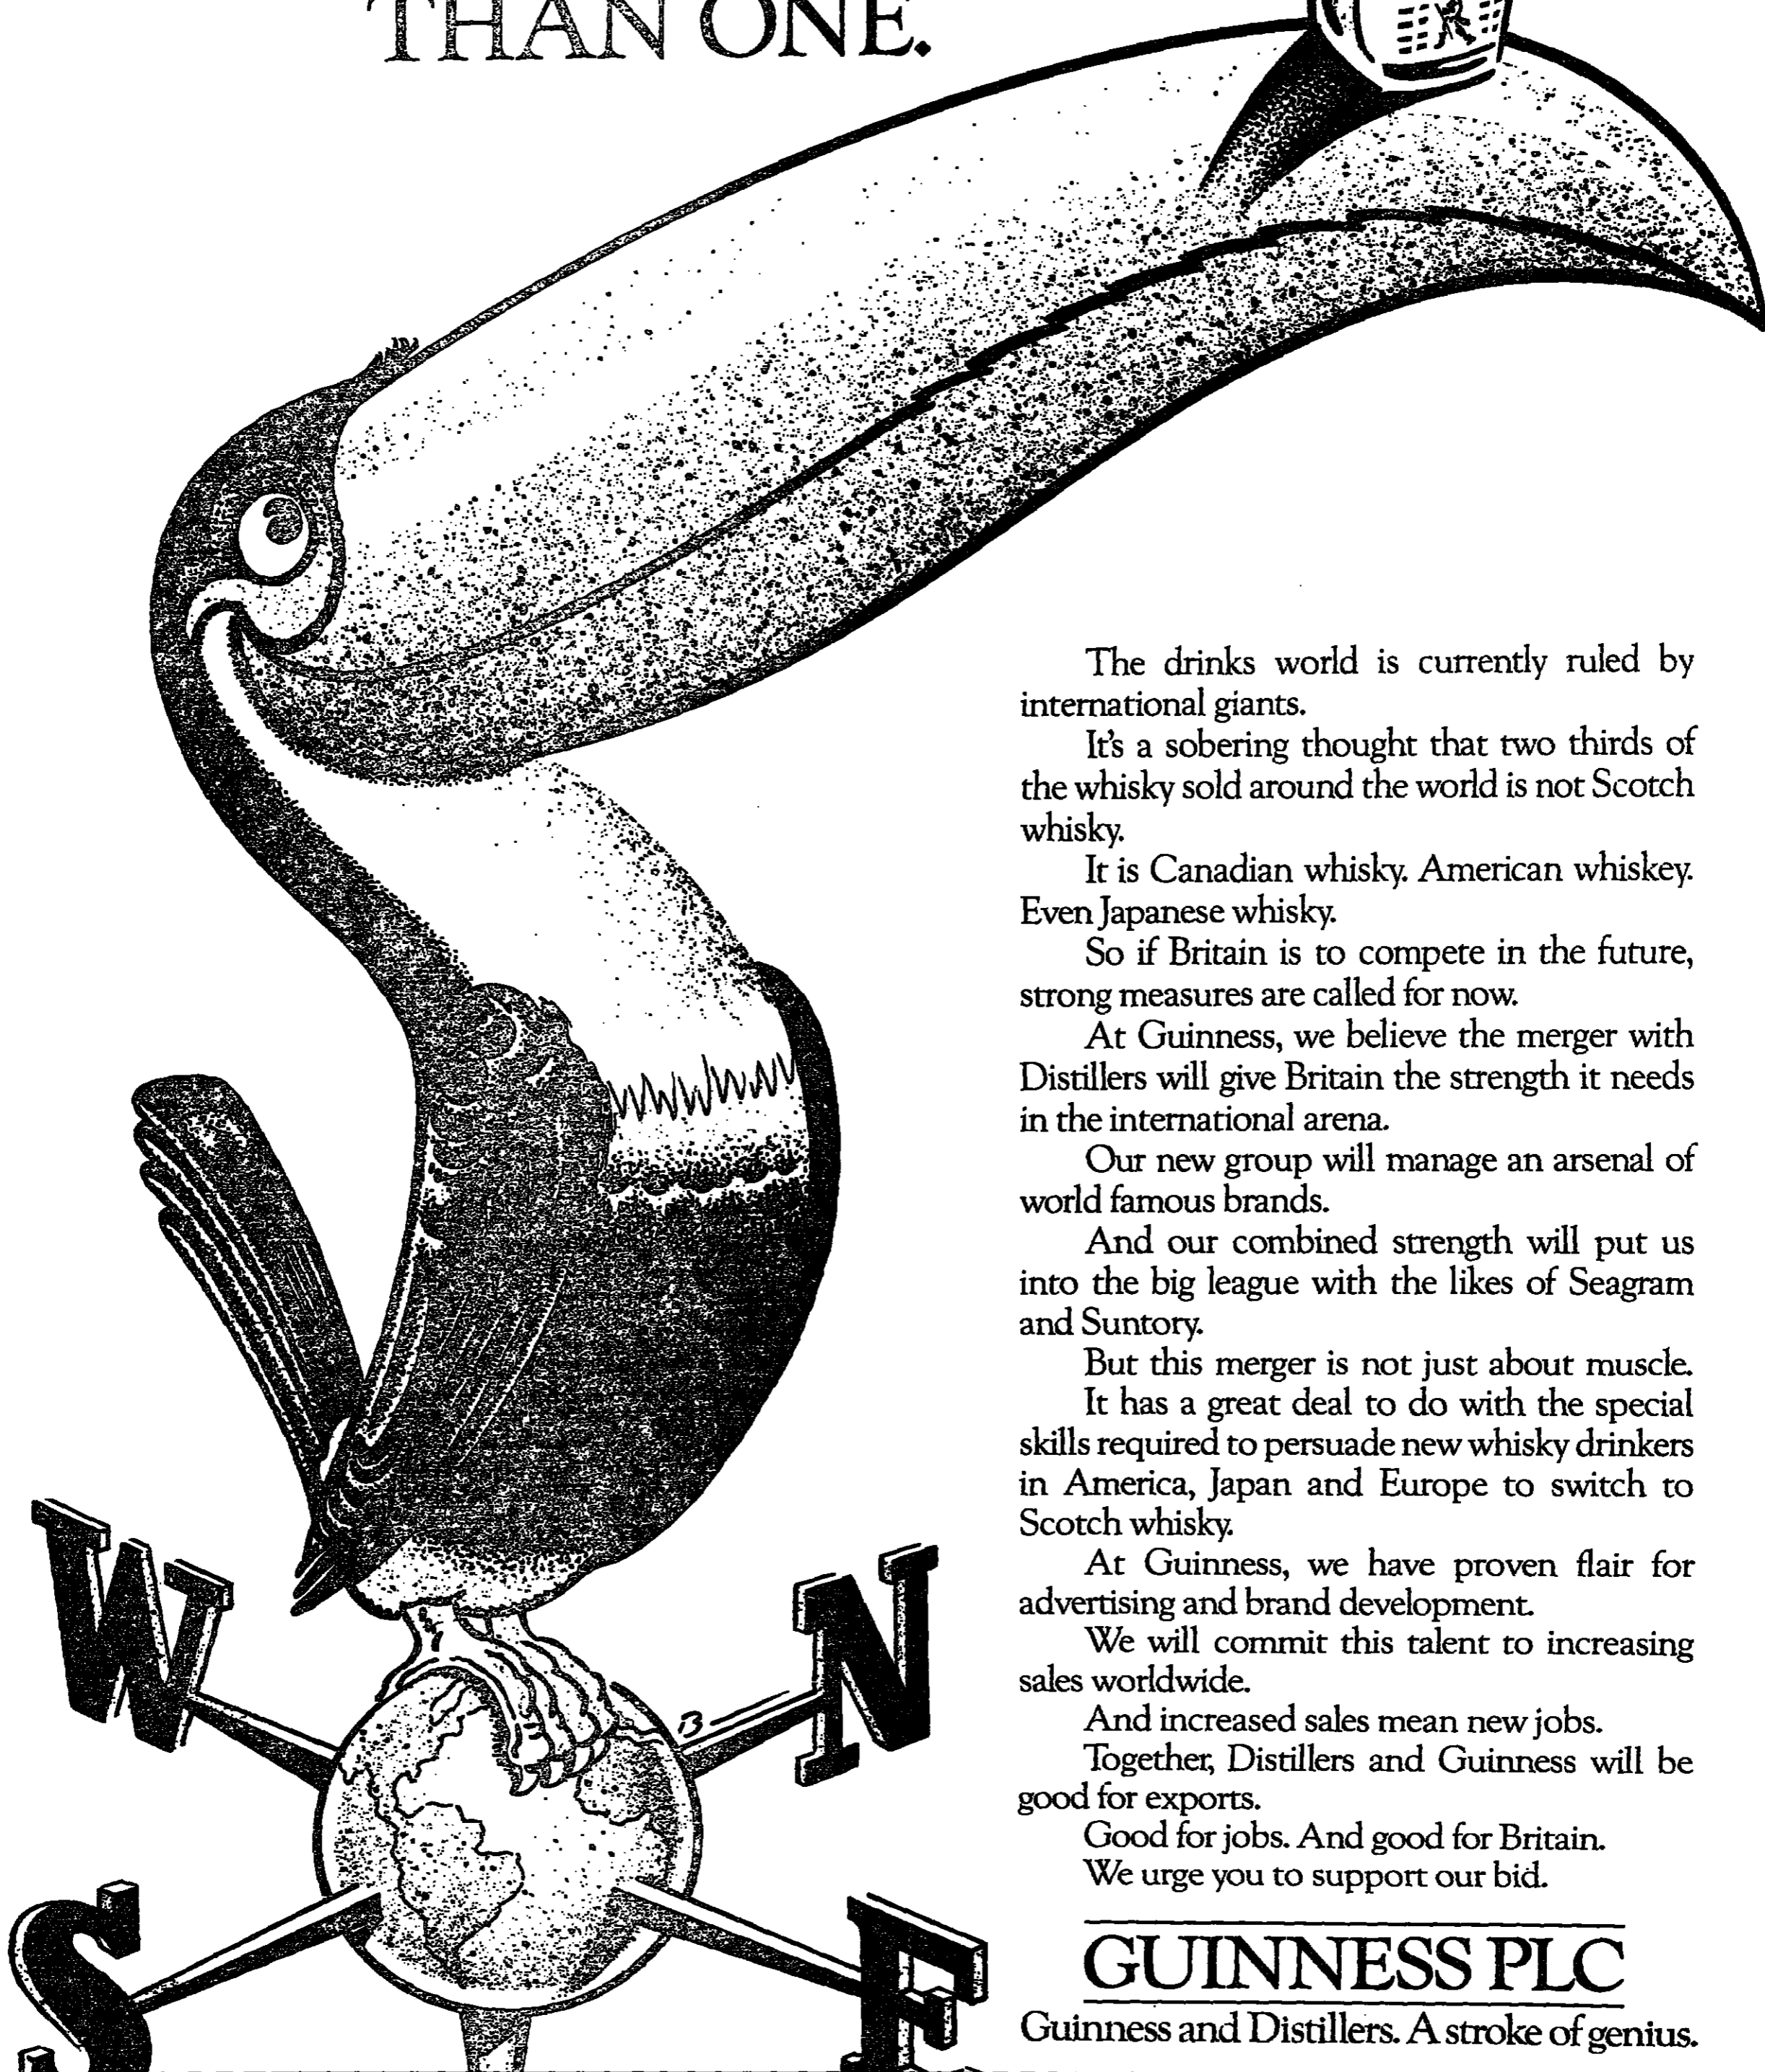 THAN ONE.
The drinks world is currently ruled by
international giants.
It's a sobering thought that two thirds of
the whisky sold around the world is not Scotch
whisky.
It is Canadian whisky. American whiskey.
Even Japanese whisky.
So if Britain is to compete in the future,
strong measures are called for now.
At Guinness, we believe the merger with
Distillers will give Britain the strength it needs
in the international arena.
Our new group will manage an arsenal of
world famous brands.
And our combined strength will put us
into the big league with the likes of Seagram
and Suntory.
But this merger is not just about muscle.
It has a great deal to do with the special
skills required to persuade new whisky drinkers
in America, Japan and Europe to switch to
Scotch whisky.
At Guinness, we have proven flair for
advertising and brand development.
We will commit this talent to increasing
sales worldwide.
And increased sales mean new jobs.
Together, Distillers and Guinness will be
good for exports.
Good for jobs. And good for Britain.
We urge you to support our bid.
GUINNESS PLC
Guinness and Distillers. A stroke of genius.
W
N
B
S
E